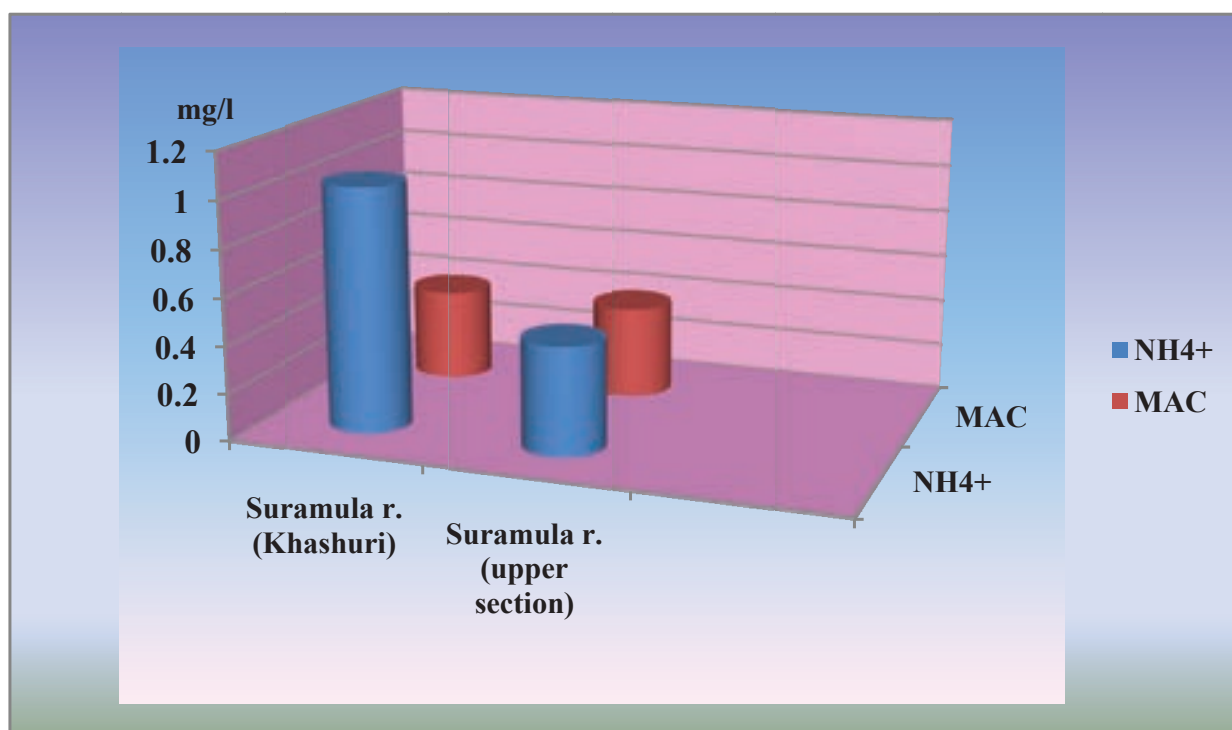 mg/l
1.2
1
0.8
0.6
0.4
0.2
0
Suramula r.
(Khashuri)
Suramula r.
(upper
section)
MAC
NH4+
NH4+
MAC